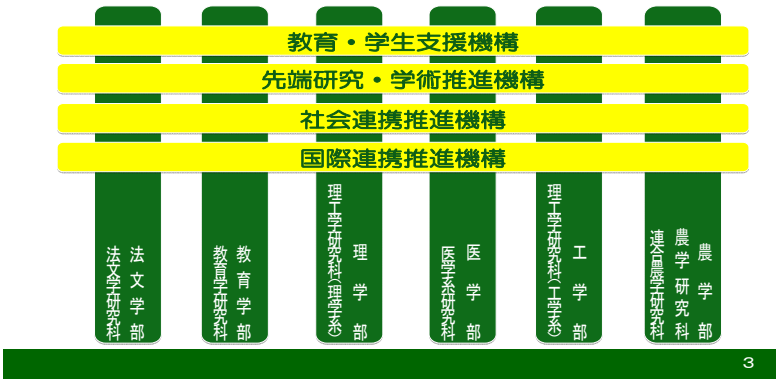 教育・学生支援機構
先端研究・学術推進機構
社会連携推進機構
国際連携推進機構
法文学部
法文学研究科
教育学部
教育学研究科
理学部
理工学研究科(理学系)
医学部
医学系研究科
工学部
理工学研究科(工学系)
農学部
農学研究科
連合農学研究科
3